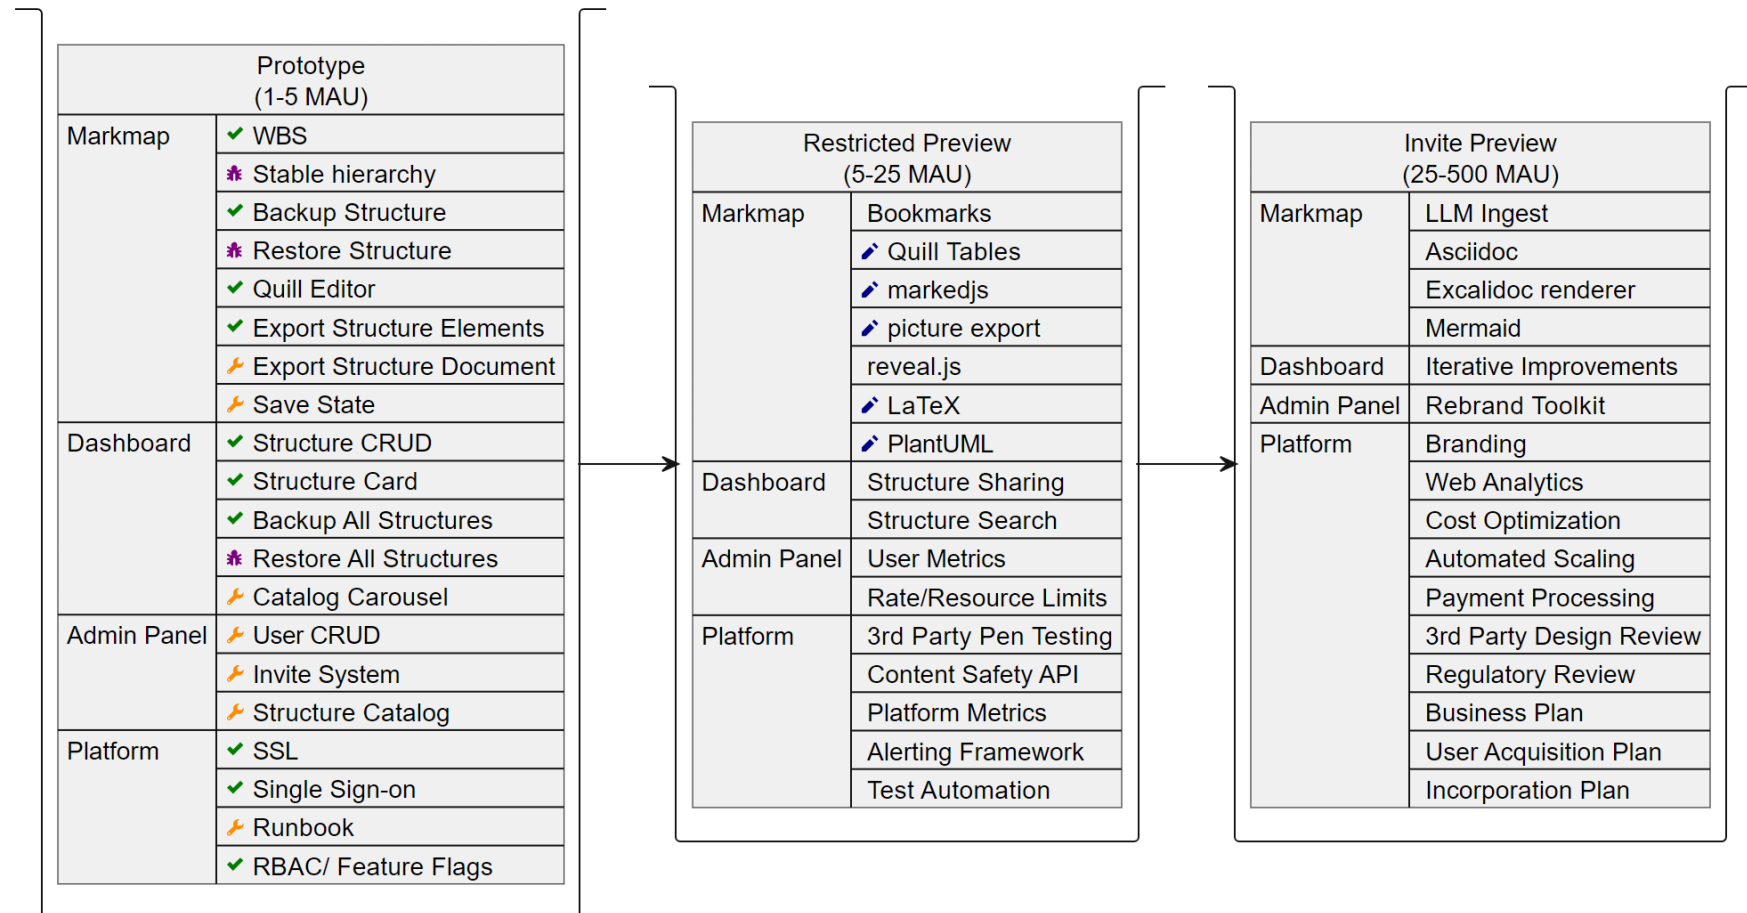 Prototype
(1-5 MAU)
Markmap
WBS
Stable hierarchy
Backup Structure
Restore Structure
Quill Editor
Export Structure Elements
Export Structure Document
Save State
Dashboard
Structure CRUD
Structure Card
Backup All Structures
Restore All Structures
Catalog Carousel
Admin Panel
User CRUD
Invite System
Structure Catalog
Platform
SSL
Single Sign-on
Runbook
RBAC/ Feature Flags
Restricted Preview
(5-25 MAU)
Markmap
Bookmarks
Quill Tables
markedjs
picture export
reveal.js
LaTeX
PlantUML
Dashboard
Structure Sharing
Structure Search
Admin Panel
User Metrics
Rate/Resource Limits
Platform
3rd Party Pen Testing
Content Safety API
Platform Metrics
Alerting Framework
Test Automation
Invite Preview
(25-500 MAU)
Markmap
LLM Ingest
Asciidoc
Excalidoc renderer
Mermaid
Dashboard
Iterative Improvements
Admin Panel
Rebrand Toolkit
Platform
Branding
Web Analytics
Cost Optimization
Automated Scaling
Payment Processing
3rd Party Design Review
Regulatory Review
Business Plan
User Acquisition Plan
Incorporation Plan